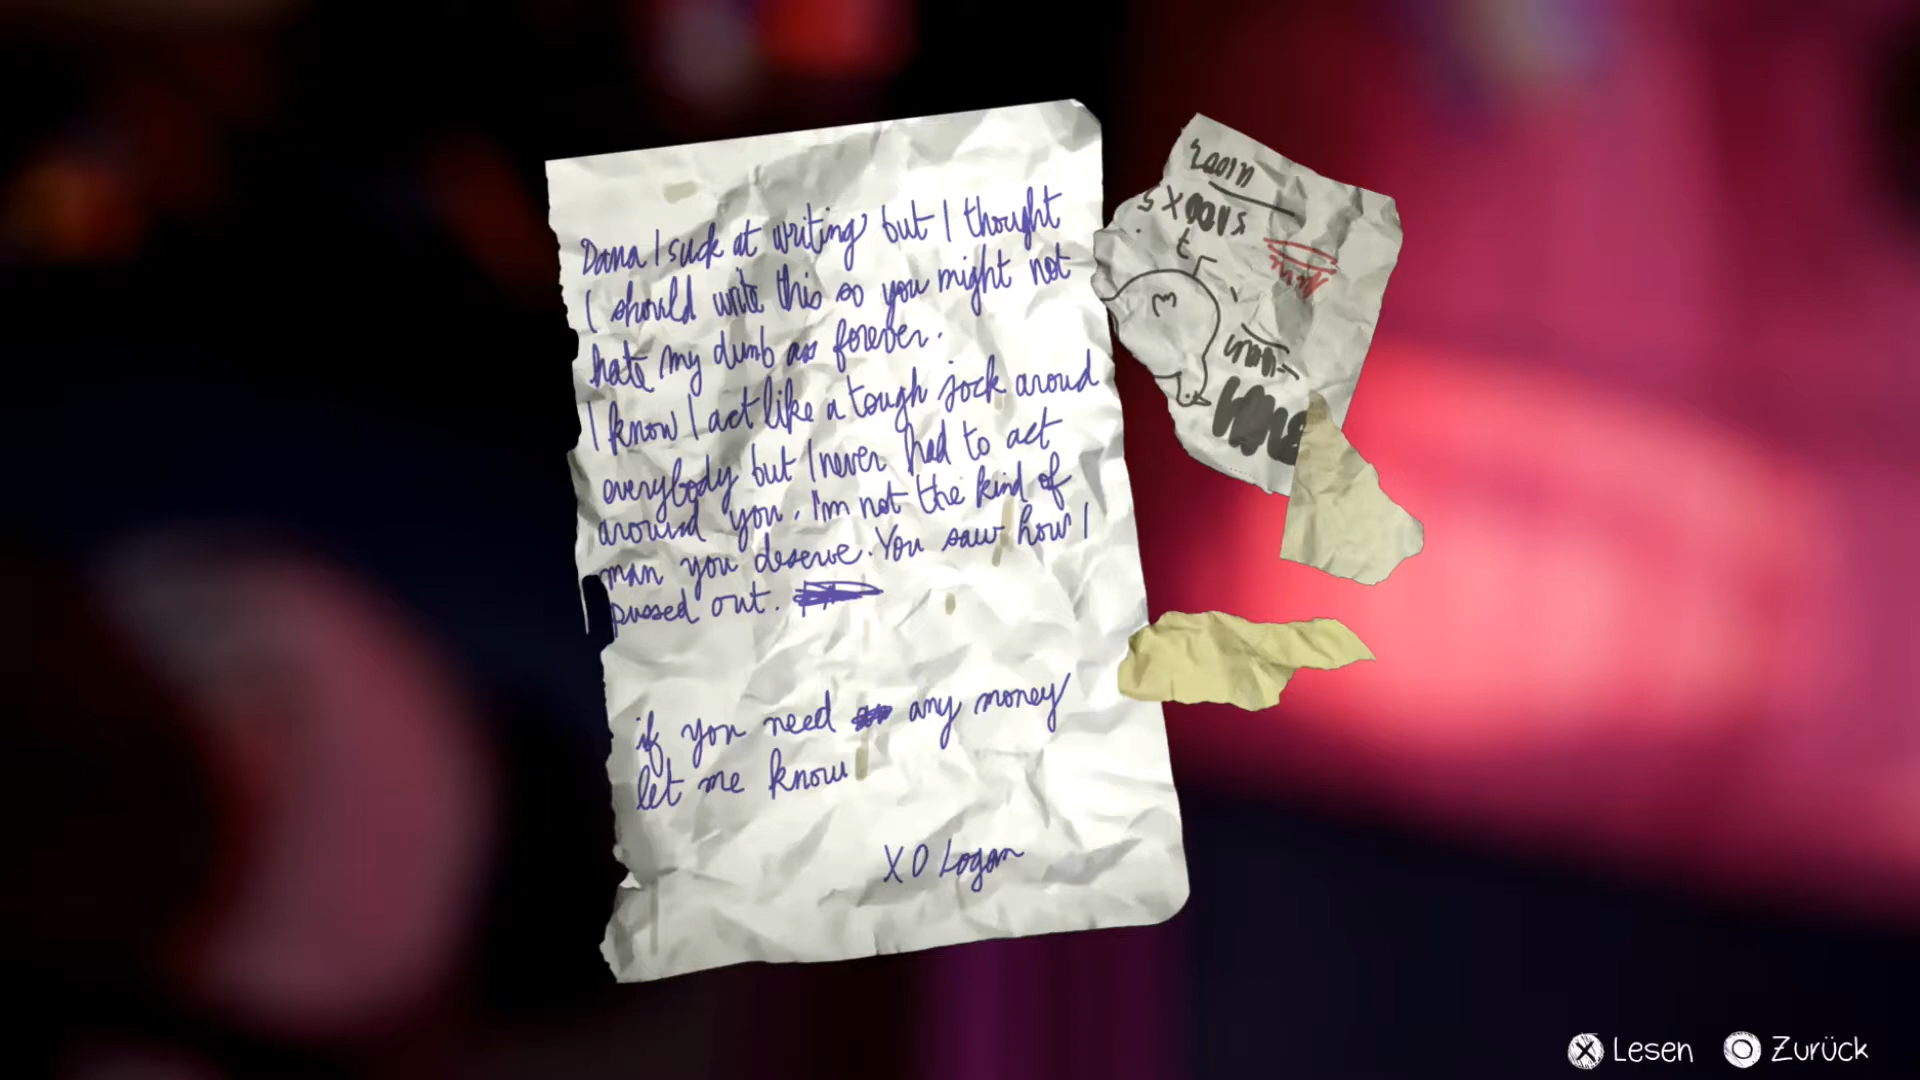 Dana I suck at writing but I thought
I should write this so you might not
hate my dumb ass forever.
I know I act like a tough jock aroud
everybody but I never had to act
around you. I'm not the kind of
man you deserve. You saw how I
pussed out.
if you need any money
let me know
XO Logan
Lesen
Zurück